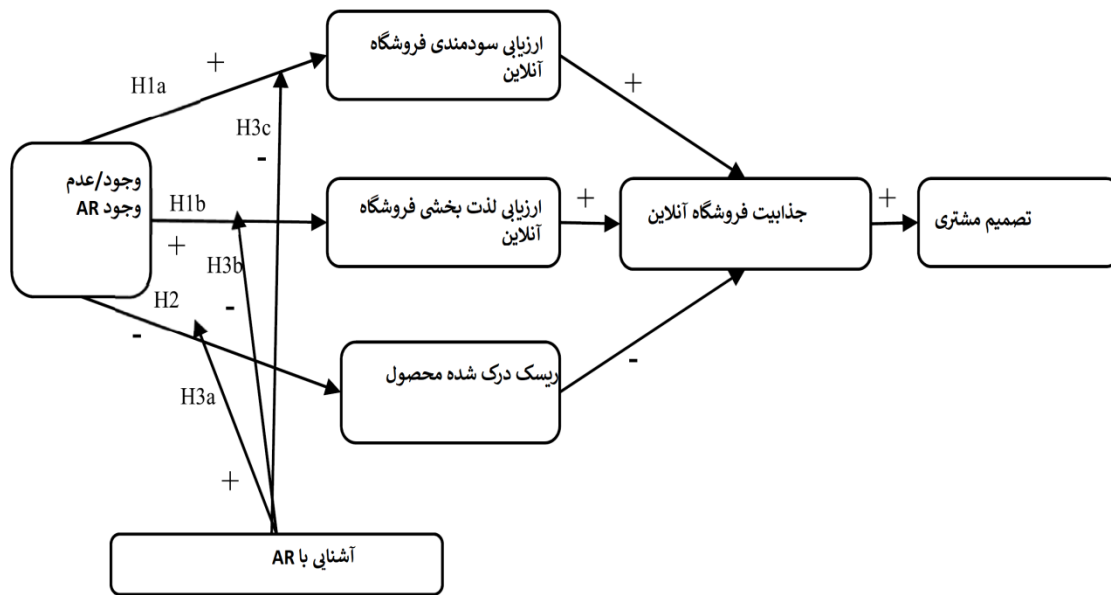 ارزیابی سودمندی فروشگاه
آنلاین
+
+
H1a
H3c
-
وجود/عدم
وجود AR
H1b
+
ارزیابی لذت بخشی فروشگاه
آنلاین
+
جذابیت فروشگاه آنلاین
+
تصمیم مشتری
H3b
H2
-
-
ریسک درک شده محصول
-
H3a
+
آشنایی با AR